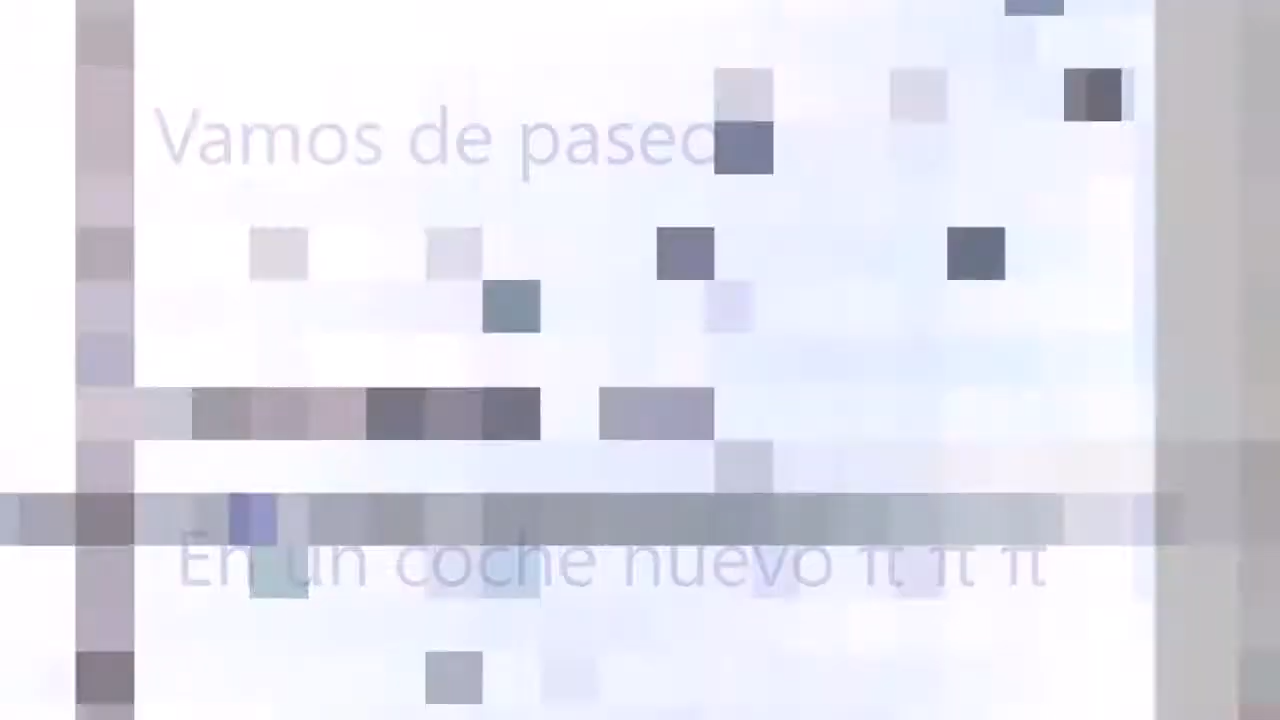 Vamos de paseo
En un coche nuevo π π π